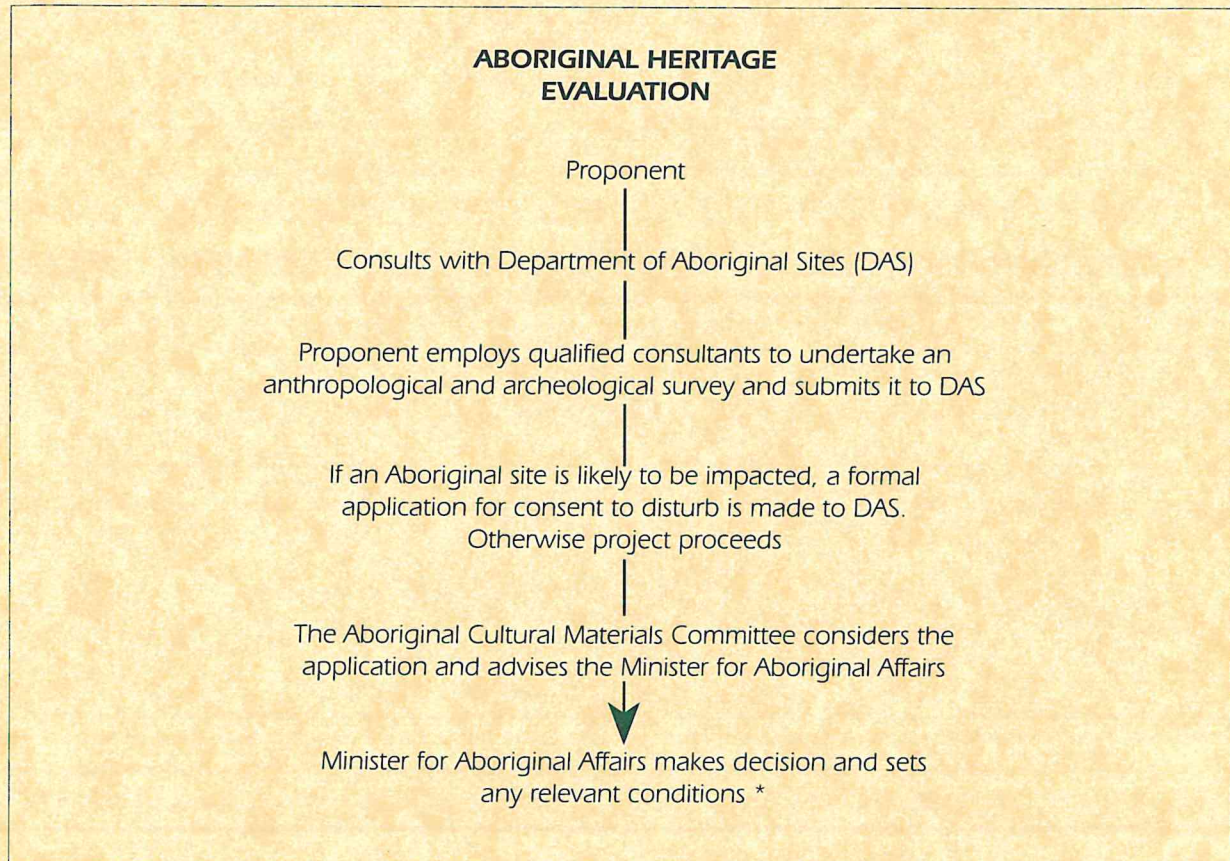 ABORIGINAL HERITAGE
EVALUATION
Proponent
Consults with Department of Aboriginal Sites (DAS)
Proponent employs qualified consultants to undertake an
anthropological and archeological survey and submits it to DAS
If an Aboriginal site is likely to be impacted, a formal
application for consent to disturb is made to DAS.
Otherwise project proceeds
The Aboriginal Cultural Materials Committee considers the
application and advises the Minister for Aboriginal Affairs
Minister for Aboriginal Affairs makes decision and sets
any relevant conditions *